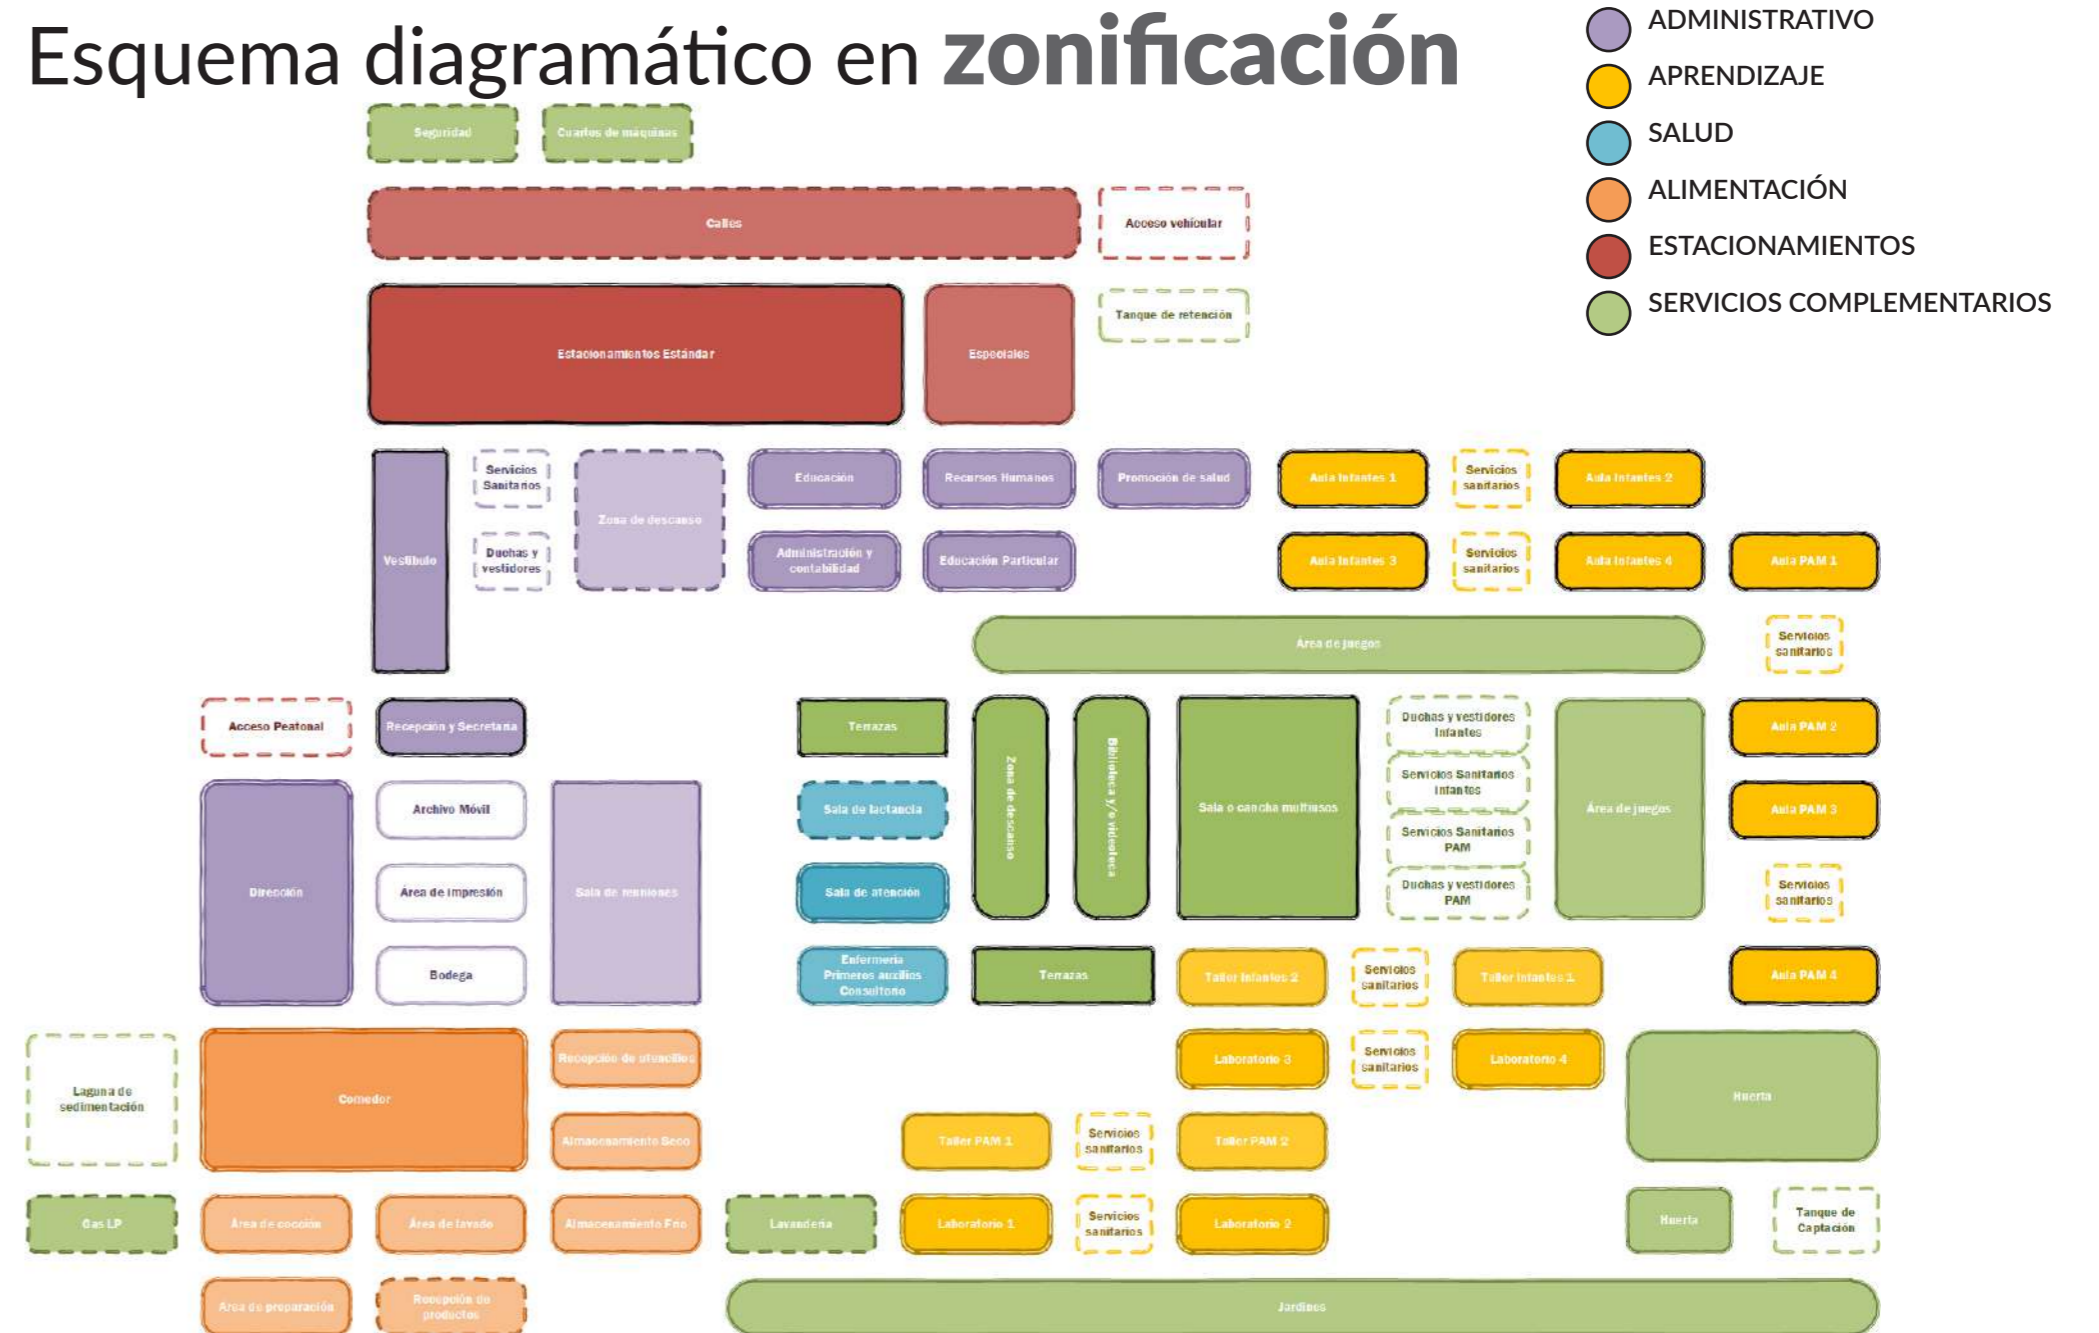 Esquema diagramático en zonificación
ADMINISTRATIVO
APRENDIZAJE
SALUD
ALIMENTACIÓN
ESTACIONAMIENTOS
SERVICIOS COMPLEMENTARIOS
Seguridad
Cuartos de máquinas
Calles
Acceso vehícular
Estacionamientos Estándar
Especiales
Tanque de retención
Vestíbulo
Servicios
Sanitarios
Duchas y
vestidores
Zona de descanso
Educación
Recursos Humanos
Promoción de salud
Administración y
contabilidad
Educación Particular
Aula Infantes 1
Servicios
sanitarios
Aula Infantes 2
Aula Infantes 3
Servicios
sanitarios
Aula Infantes 4
Aula PAM 1
Área de juegos
Servicios
sanitarios
Acceso Peatonal
Recepción y Secretaría
Terrazas
Zona de descanso
Biblioteca y/o videoteca
Sala o cancha multiusos
Duchas y vestidores
Infantes
Servicios Sanitarios
Infantes
Servicios Sanitarios
PAM
Duchas y vestidores
PAM
Área de juegos
Aula PAM 2
Dirección
Archivo Móvil
Área de impresión
Bodega
Sala de reuniones
Sala de lactancia
Sala de atención
Enfermería
Primeros auxilios
Consultorio
Aula PAM 3
Servicios
sanitarios
Terrazas
Taller Infantes 2
Servicios
sanitarios
Taller Infantes 1
Aula PAM 4
Laguna de
sedimentación
Comedor
Recepción de utencilios
Laboratorio 3
Servicios
sanitarios
Laboratorio 4
Huerta
Almacenamiento Seco
Taller PAM 1
Servicios
sanitarios
Taller PAM 2
Gas LP
Área de cocción
Área de lavado
Almacenamiento Frío
Lavandería
Laboratorio 1
Servicios
sanitarios
Laboratorio 2
Huerta
Tanque de
Captación
Área de preparación
Recepción de
productos
Jardines